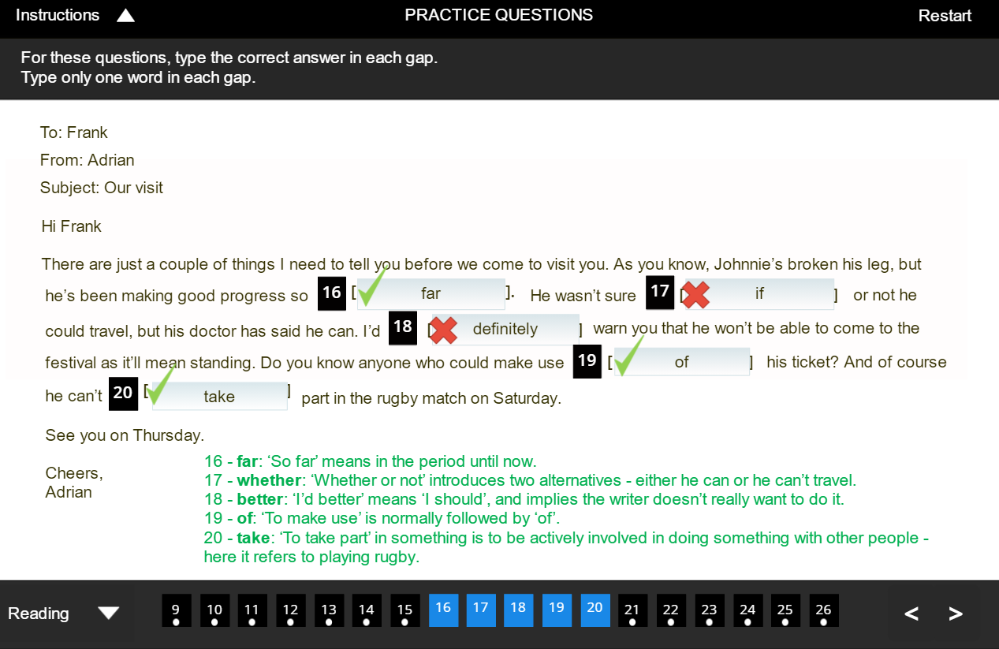 Instructions PRACTICE QUESTIONS Restart
For these questions, type the correct answer in each gap.
Type only one word in each gap.
To: Frank
From: Adrian
Subject: Our visit
Hi Frank
There are just a couple of things I need to tell you before we come to visit you. As you know, Johnnie’s broken his leg, but
he’s been making good progress so 16 [ far ]. He wasn’t sure 17 [ if ] or not he
could travel, but his doctor has said he can. I’d 18 [ definitely ] warn you that he won’t be able to come to the
festival as it’ll mean standing. Do you know anyone who could make use 19 [ of ] his ticket? And of course
he can’t 20 [ take ] part in the rugby match on Saturday.
See you on Thursday.
Cheers,
Adrian
16 - far: ‘So far’ means in the period until now.
17 - whether: ‘Whether or not’ introduces two alternatives - either he can or he can’t travel.
18 - better: ‘I’d better’ means ‘I should’, and implies the writer doesn’t really want to do it.
19 - of: ‘To make use’ is normally followed by ‘of’.
20 - take: ‘To take part’ in something is to be actively involved in doing something with other people -
here it refers to playing rugby.
Reading 9 10 11 12 13 14 15 16 17 18 19 20 21 22 23 24 25 26 < >